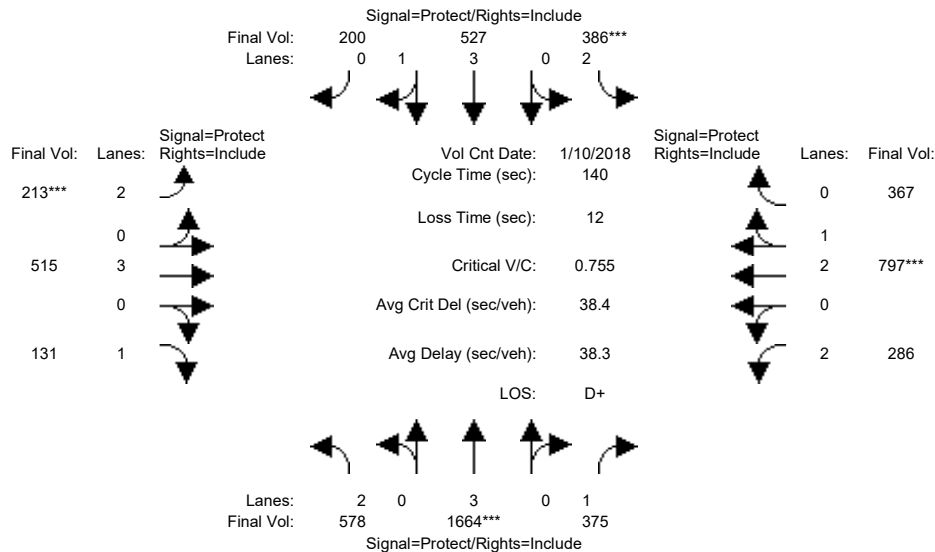 Signal=Protect/Rights=Include
Final Vol: 200 527 386***
Lanes: 0 1 3 0 2
Signal=Protect
Final Vol: Lanes: Rights=Include
Vol Cnt Date: 1/10/2018
Signal=Protect
Rights=Include Lanes: Final Vol:
Cycle Time (sec): 140
213*** 2
0 367
Loss Time (sec): 12
0
1
515 3
Critical V/C: 0.755
2 797***
0
Avg Crit Del (sec/veh): 38.4
0
131 1
Avg Delay (sec/veh): 38.3
2 286
LOS: D+
Lanes: 2 0 3 0 1
Final Vol: 578 1664*** 375
Signal=Protect/Rights=Include